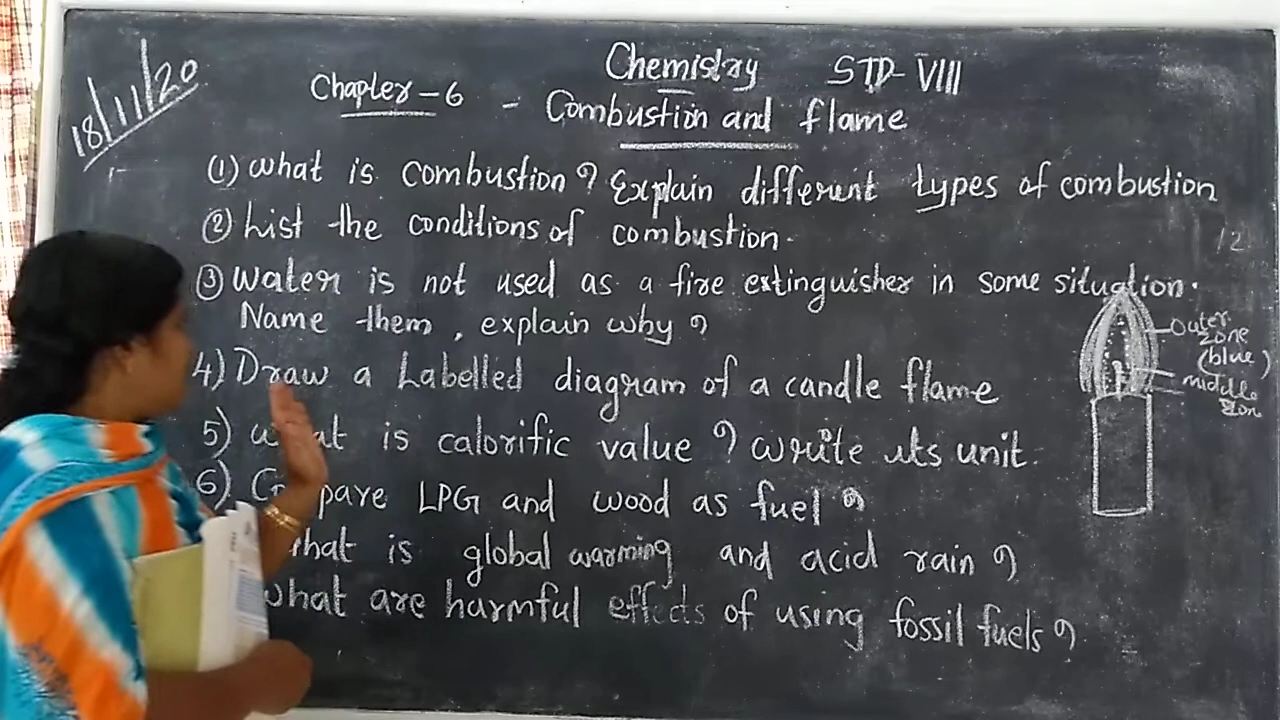 18/11/20
Chemistry STD-VIII
Chapter-6 - Combustion and flame
(1) What is combustion? Explain different types of combustion
(2) List the conditions of combustion.
(3) Water is not used as a fire extinguisher in some situation.
Name them, explain why?
4) Draw a Labelled diagram of a candle flame
5) What is calorific value? Write its unit.
6) pare LPG and wood as fuel?
What is global warming and acid rain?
What are harmful effects of using fossil fuels?
outer
zone
(blue)
middle
zone